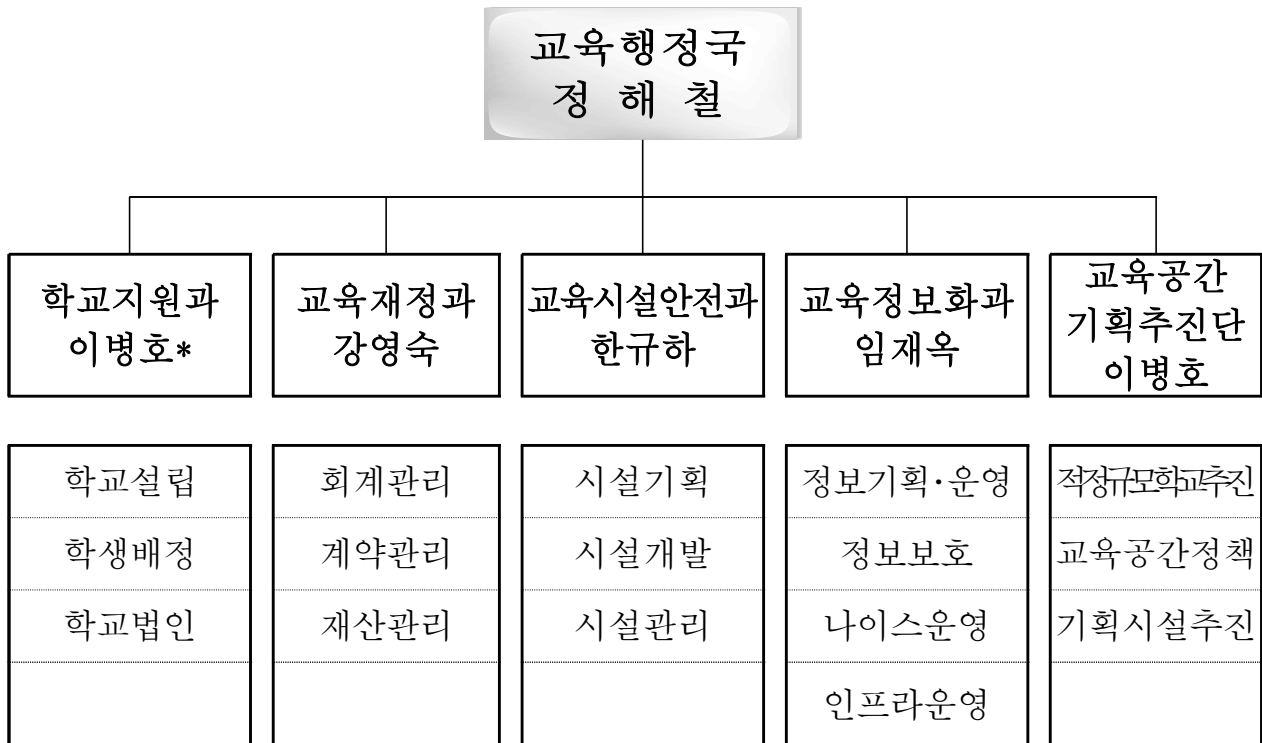 교육행정국
정 해 철
학교지원과
이병호*
교육재정과
강영숙
교육시설안전과
한규하
교육정보화과
임재옥
교육공간
기획추진단
이병호
학교설립
학생배정
학교법인
회계관리
계약관리
재산관리
시설기획
시설개발
시설관리
정보기획·운영
정보보호
나이스운영
인프라운영
적정규모학교추진
교육공간정책
기획시설추진